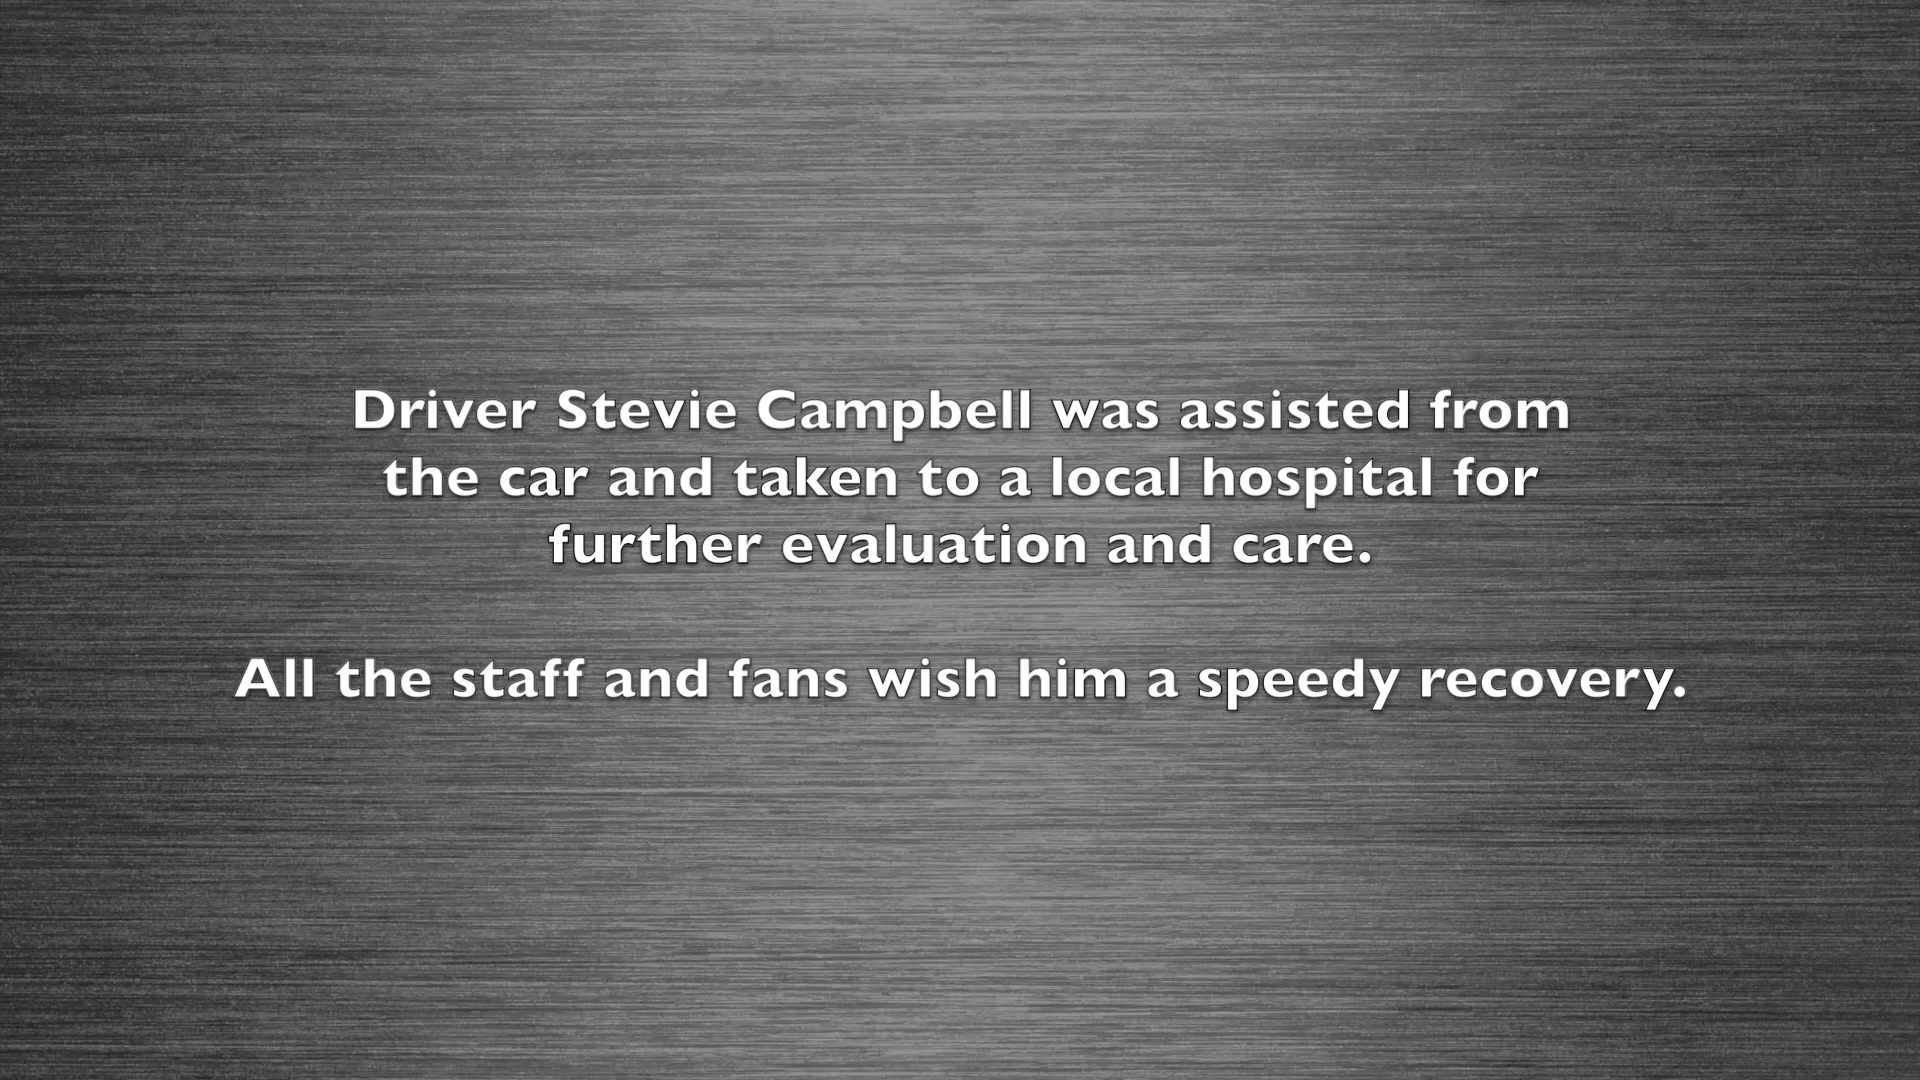 Driver Stevie Campbell was assisted from
the car and taken to a local hospital for
further evaluation and care.
All the staff and fans wish him a speedy recovery.